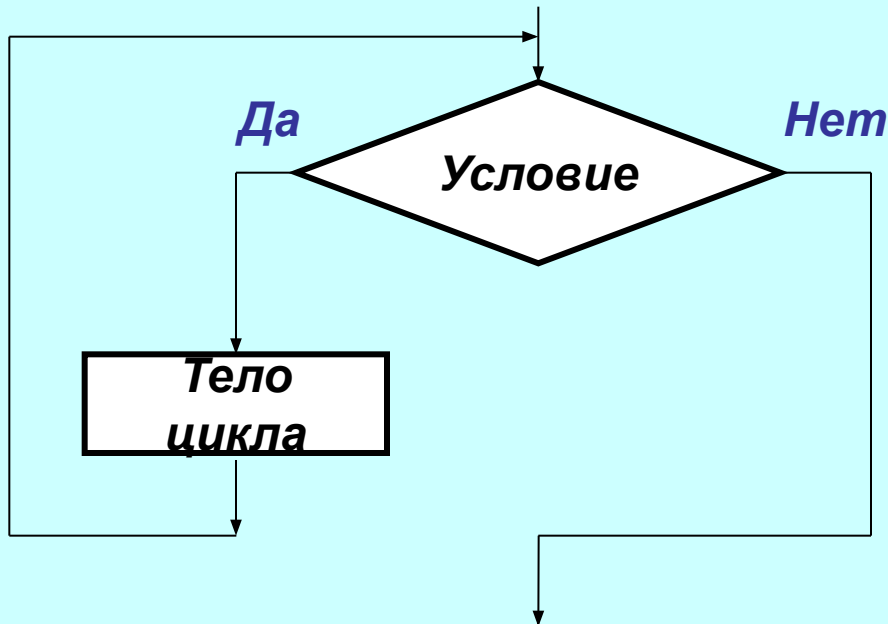 Да
Нет
Условие
Тело
цикла